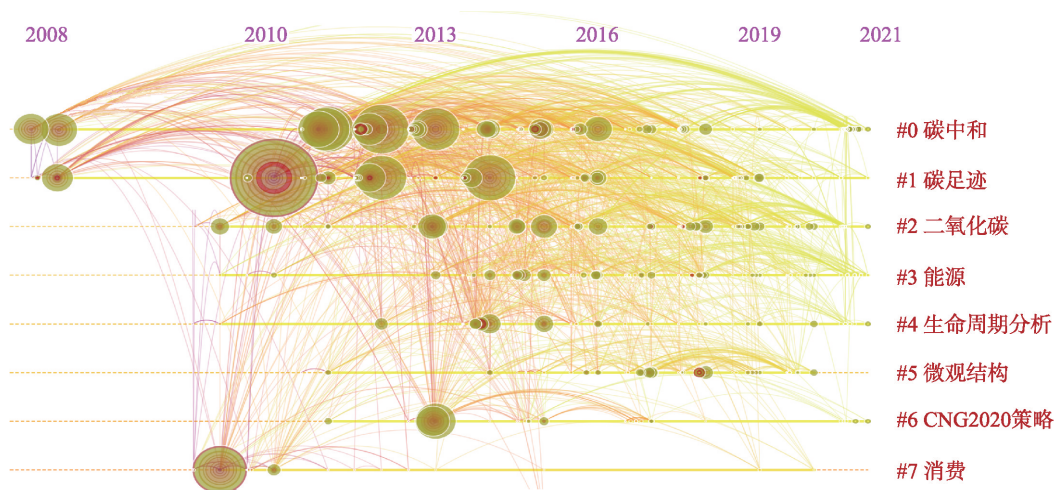 2008 2010 2013 2016 2019 2021
#0 碳中和
#1 碳足迹
#2 二氧化碳
#3 能源
#4 生命周期分析
#5 微观结构
#6 CNG2020策略
#7 消费